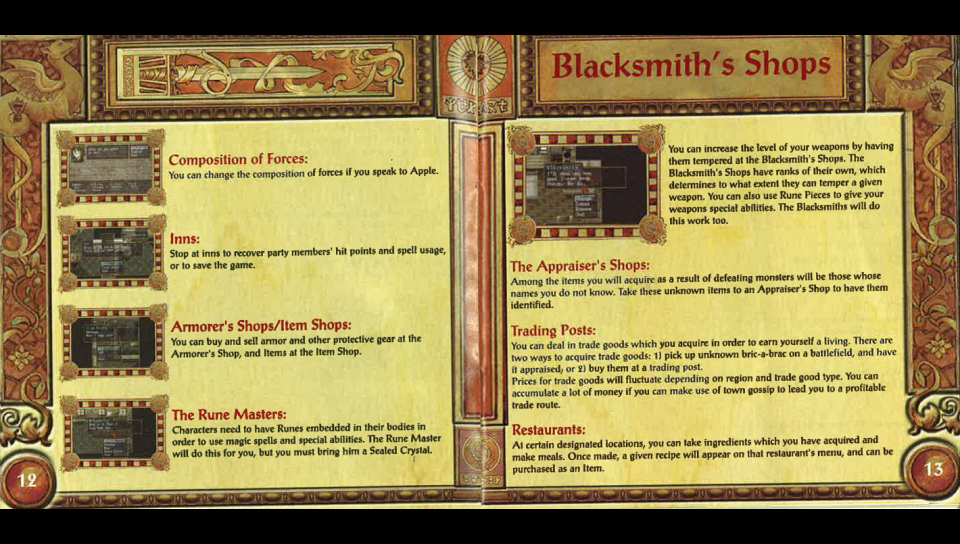 Composition of Forces:
You can change the composition of forces if you speak to Apple.
Inns:
Stop at inns to recover party members' hit points and spell usage,
or to save the game.
Armorer's Shops/Item Shops:
You can buy and sell armor and other protective gear at the
Armorer's Shop, and Items at the Item Shop.
The Rune Masters:
Characters need to have Runes embedded in their bodies in
order to use magic spells and special abilities. The Rune Master
will do this for you, but you must bring him a Sealed Crystal.
12
Blacksmith's Shops
You can increase the level of your weapons by having
them tempered at the Blacksmith's Shops. The
Blacksmith's Shops have ranks of their own, which
determines to what extent they can temper a given
weapon. You can also use Rune Pieces to give your
weapons special abilities. The Blacksmiths will do
this work too.
The Appraiser's Shops:
Among the items you will acquire as a result of defeating monsters will be those whose
names you do not know. Take these unknown items to an Appraiser's Shop to have them
identified.
Trading Posts:
You can deal in trade goods which you acquire in order to earn yourself a living. There are
two ways to acquire trade goods: 1) pick up unknown bric-a-brac on a battlefield, and have
it appraised, or 2) buy them at a trading post.
Prices for trade goods will fluctuate depending on region and trade good type. You can
accumulate a lot of money if you can make use of town gossip to lead you to a profitable
trade route.
Restaurants:
At certain designated locations, you can take ingredients which you have acquired and
make meals. Once made, a given recipe will appear on that restaurant's menu, and can be
purchased as an Item.
13